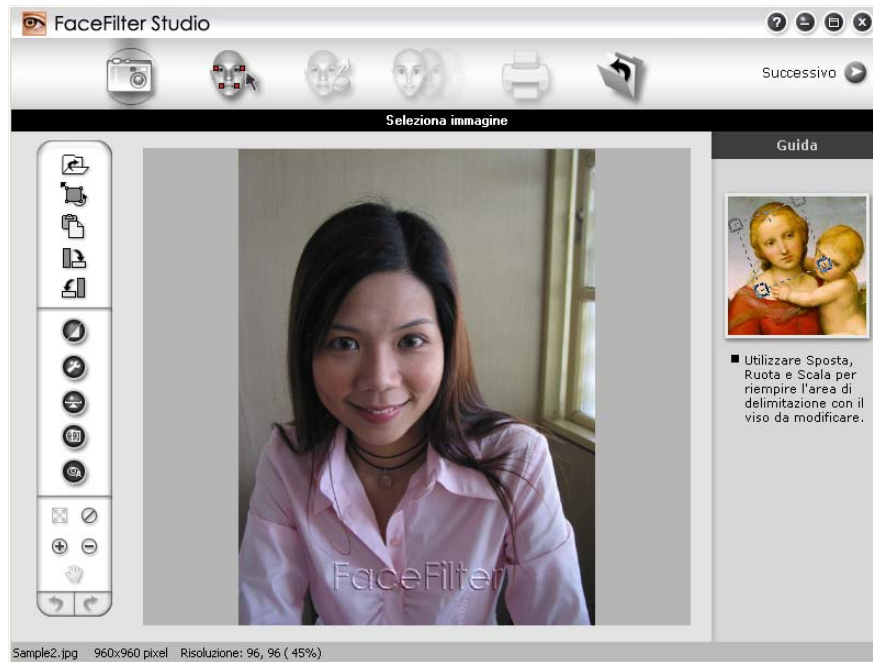 FaceFilter Studio
Successivo
Seleziona immagine
Guida
Utilizzare Sposta,
Ruota e Scala per
riempire l'area di
delimitazione con il
viso da modificare.
FaceFilter
Sample2.jpg 960x960 pixel Risoluzione: 96, 96 ( 45%)